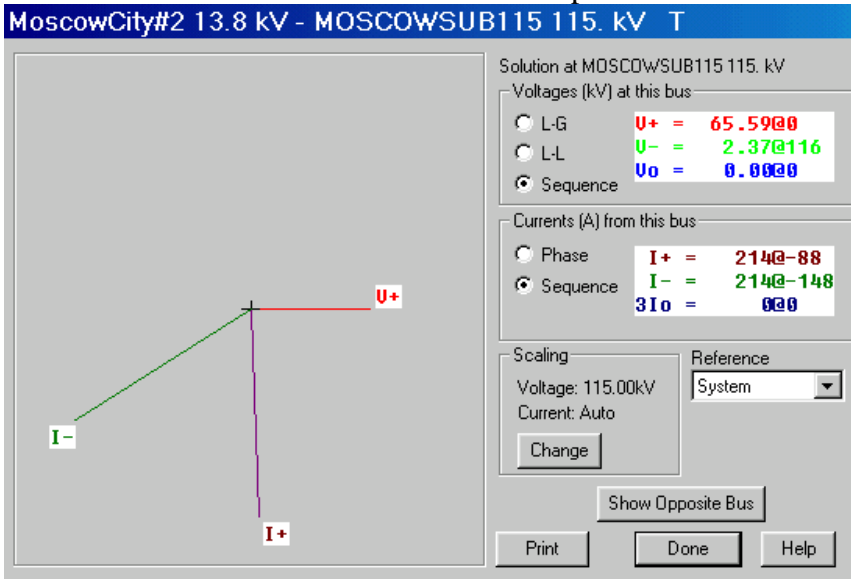 MoscowCity#2 13.8 kV - MOSCOWSUB115 115. kV T
Solution at MOSCOWSUB115 115. kV
Voltages (kV) at this bus
L-G
L-L
Sequence
V+ = 65.59@0
V- = 2.37@116
Vo = 0.00@0
Currents (A) from this bus
Phase
Sequence
I+ = 214@-88
I- = 214@-148
3Io = 0@0
V+
I-
I+
Scaling
Voltage: 115.00kV
Current: Auto
Change
Reference
System
Show Opposite Bus
Print
Done
Help